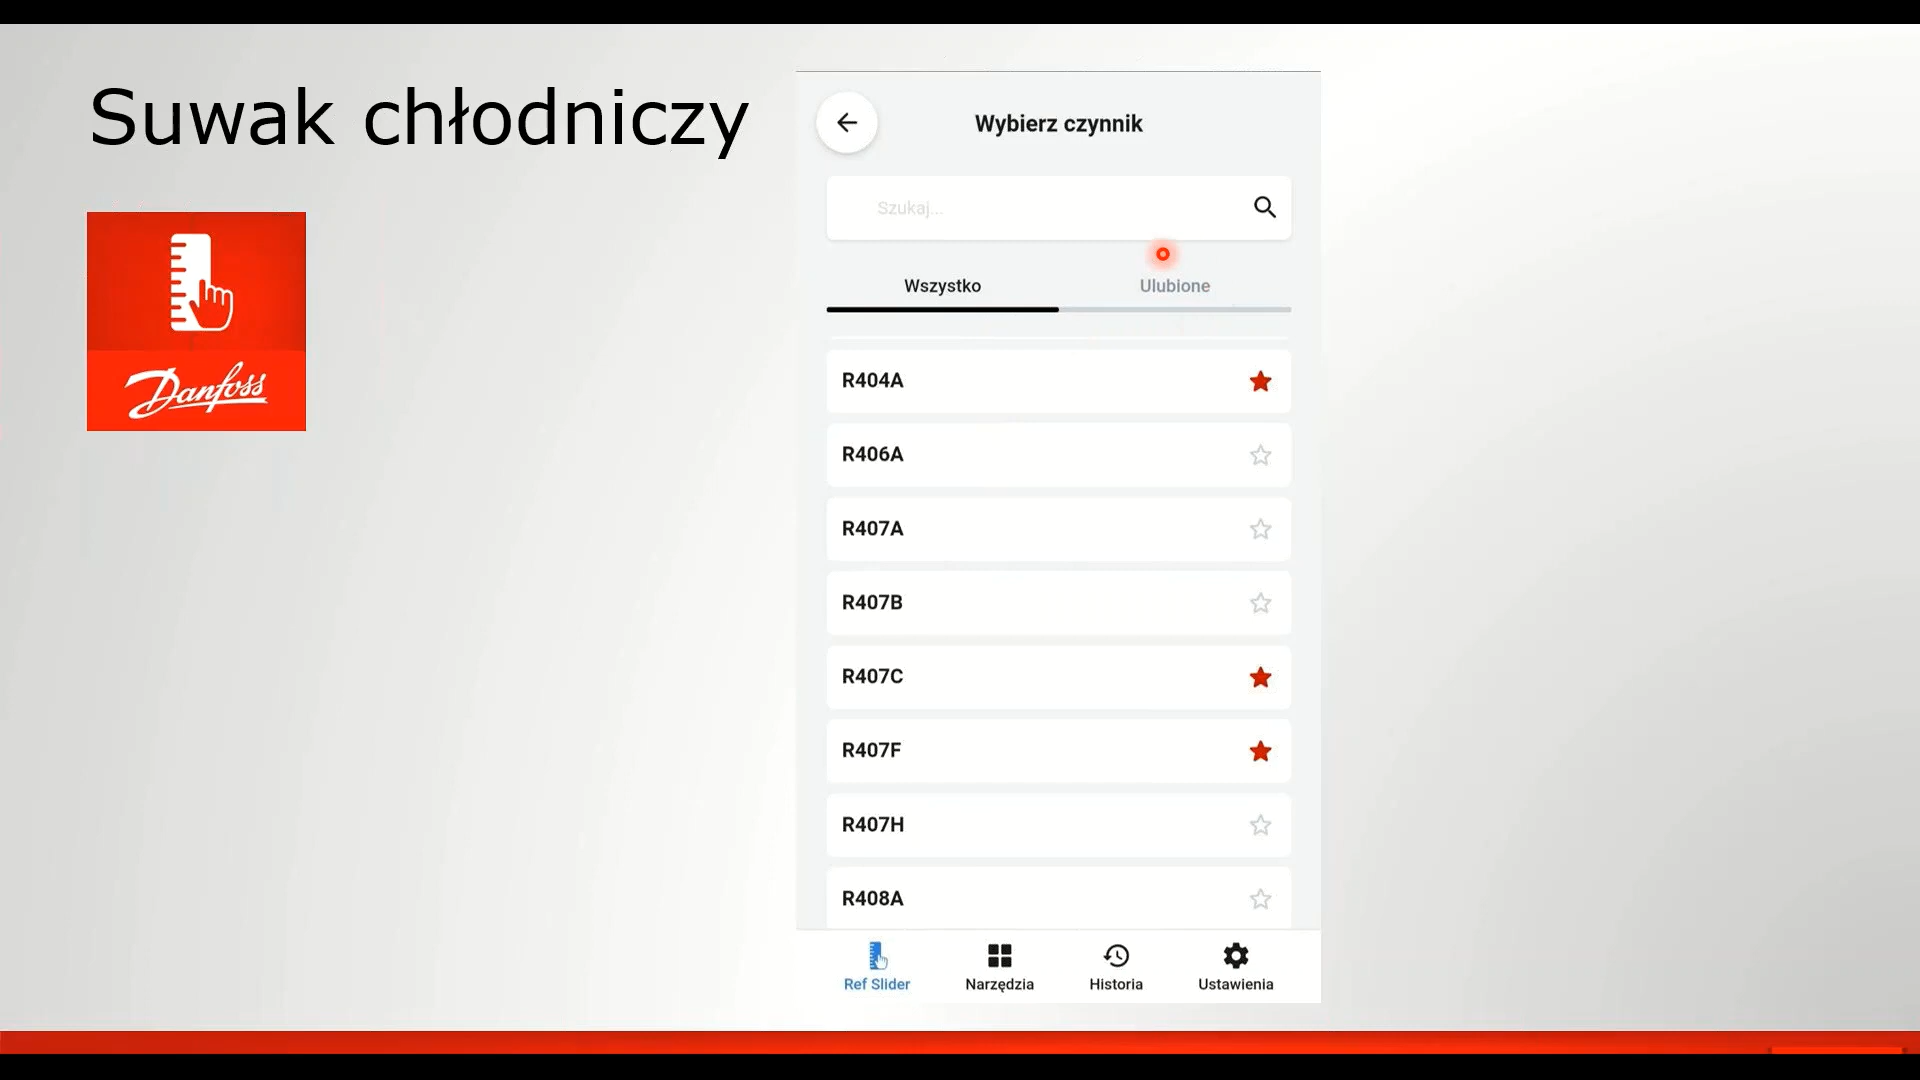 Suwak chłodniczy
Danfoss
Wybierz czynnik
Szukaj...
Wszystko
Ulubione
R404A
R406A
R407A
R407B
R407C
R407F
R407H
R408A
Ref Slider
Narzędzia
Historia
Ustawienia